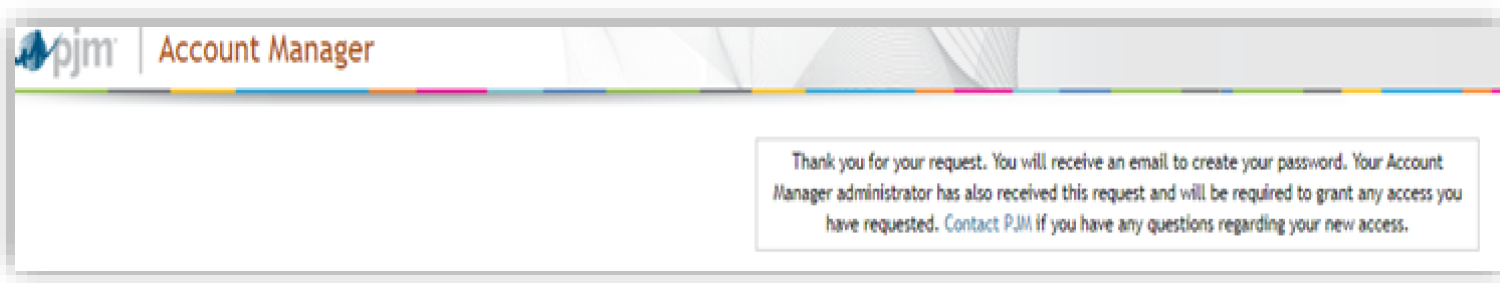 pjm Account Manager
Thank you for your request. You will receive an email to create your password. Your Account
Manager administrator has also received this request and will be required to grant any access you
have requested. Contact PJM if you have any questions regarding your new access.